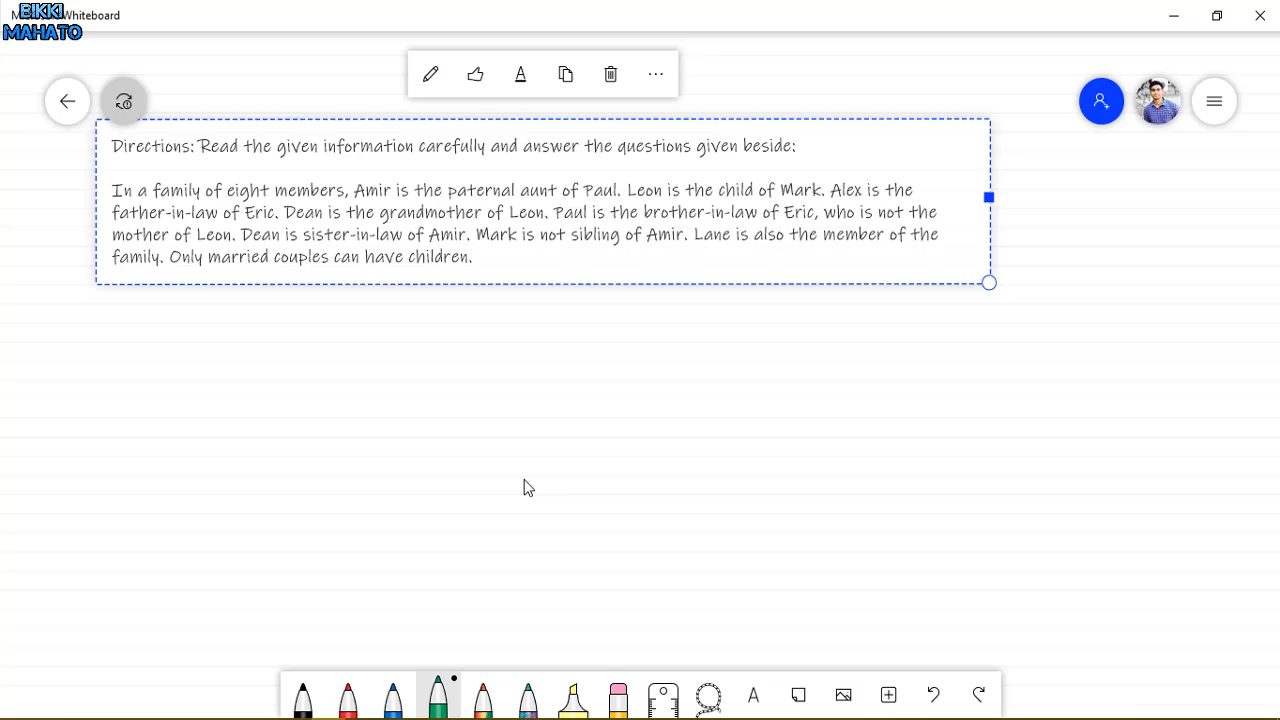 BIKKI
MAHATO
Whiteboard
Directions: Read the given information carefully and answer the questions given beside:
In a family of eight members, Amir is the paternal aunt of Paul. Leon is the child of Mark. Alex is the
father-in-law of Eric. Dean is the grandmother of Leon. Paul is the brother-in-law of Eric, who is not the
mother of Leon. Dean is sister-in-law of Amir. Mark is not sibling of Amir. Lane is also the member of the
family. Only married couples can have children.